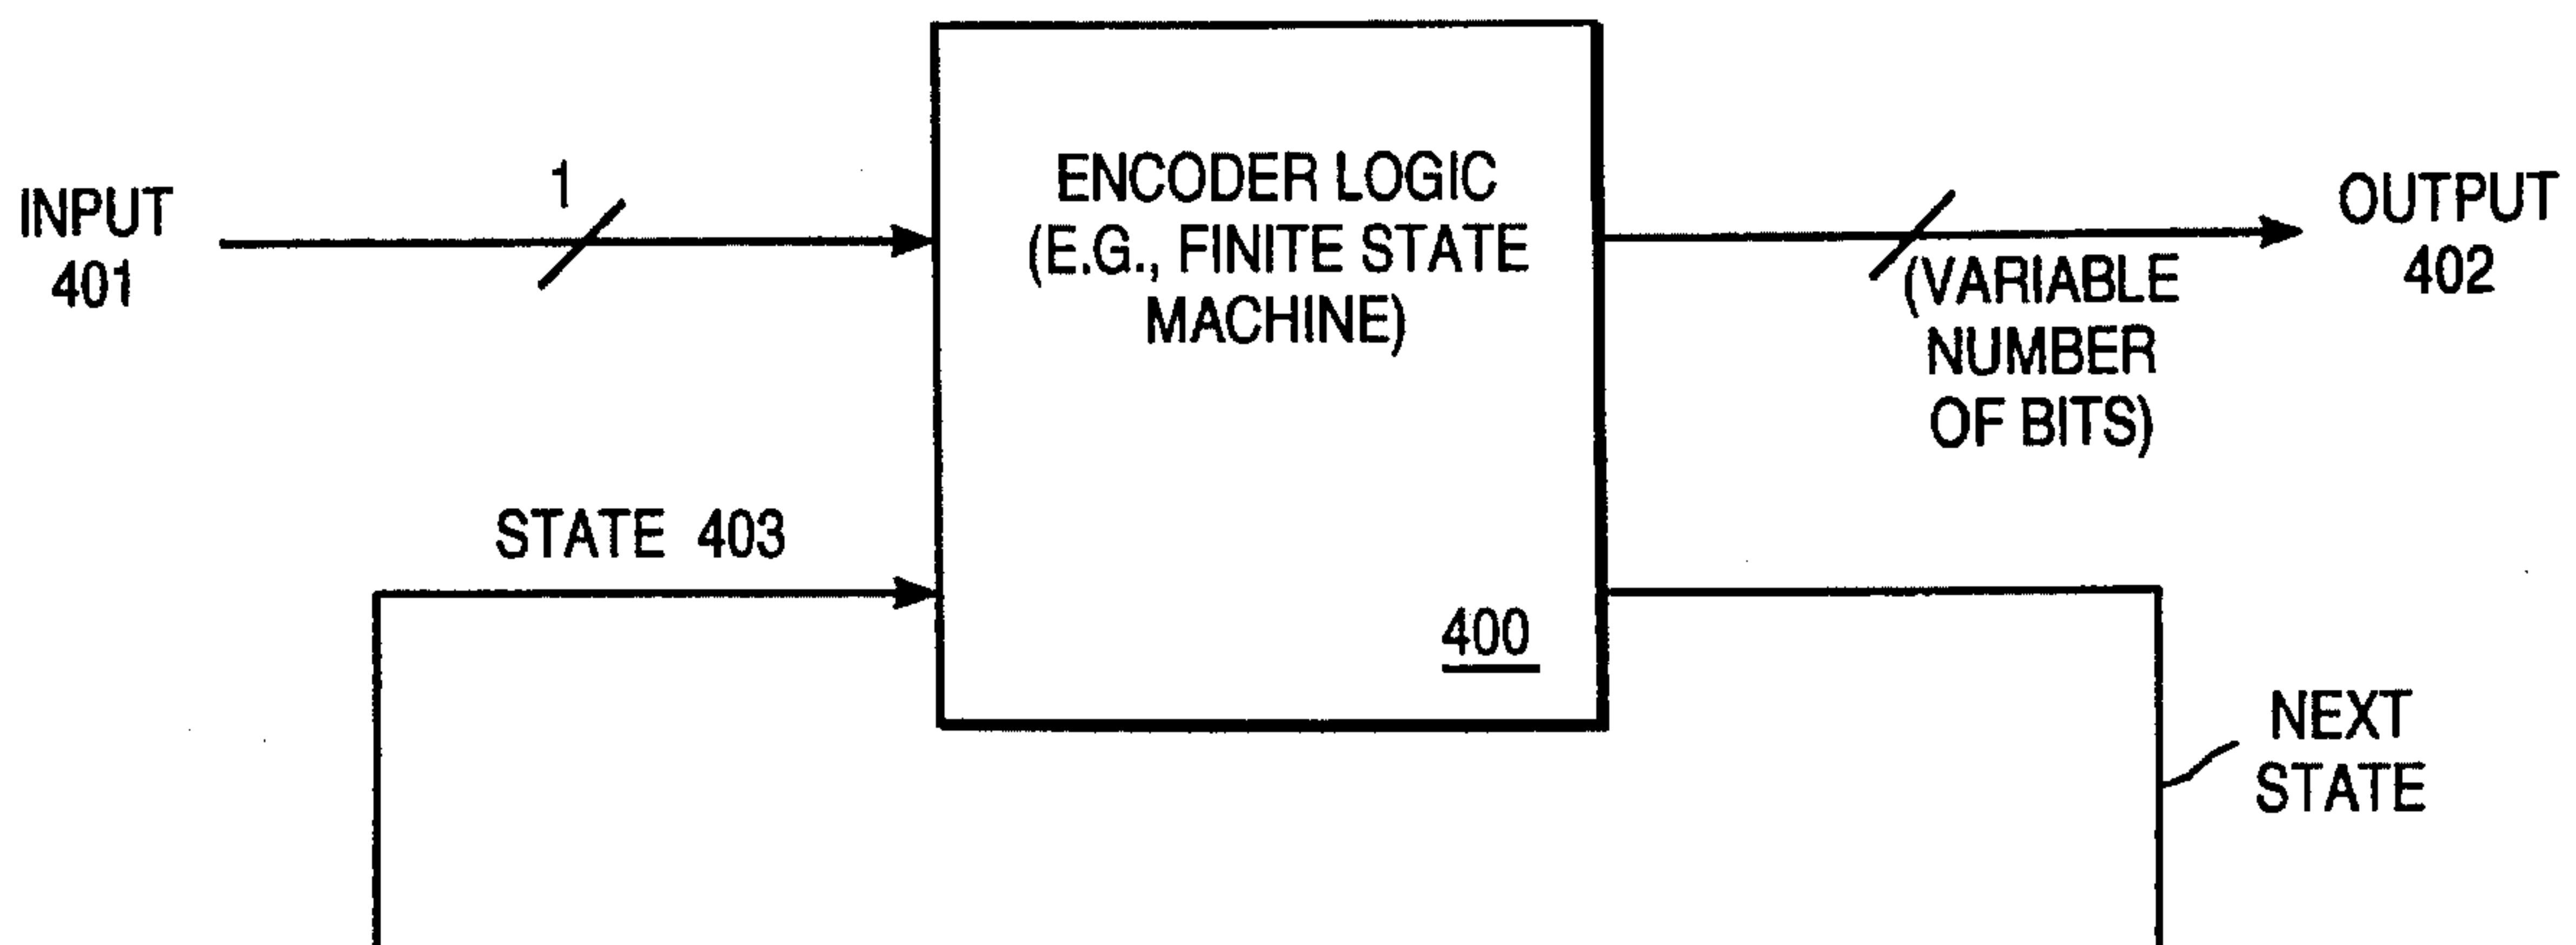 INPUT
401
1
ENCODER LOGIC
(E.G., FINITE STATE
MACHINE)
400
OUTPUT
402
(VARIABLE
NUMBER
OF BITS)
STATE 403
NEXT
STATE